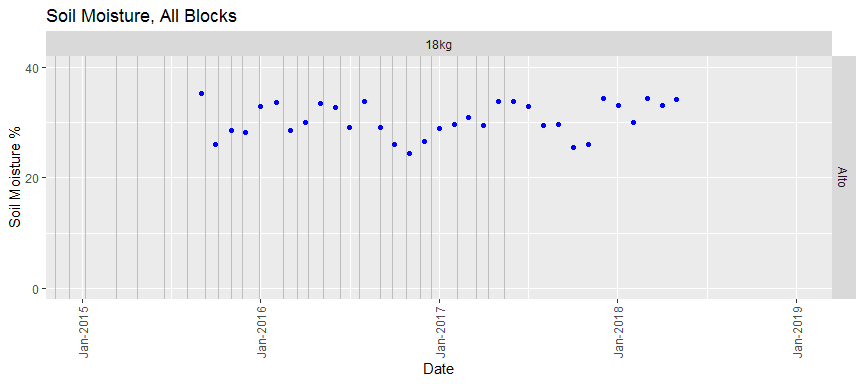 Soil Moisture, All Blocks
18kg
40
20
0
Soil Moisture %
Alto
Jan-2015
Jan-2016
Jan-2017
Jan-2018
Jan-2019
Date